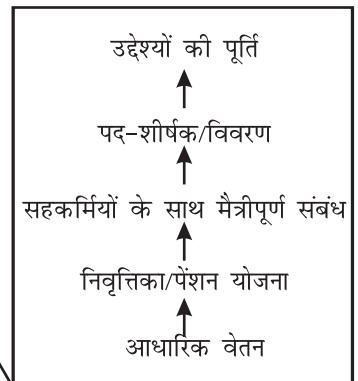 उद्देश्यों की पूर्ति
पद-शीर्षक/विवरण
सहकर्मियों के साथ मैत्रीपूर्ण संबंध
निवृत्तिका/पेंशन योजना
आधारिक वेतन